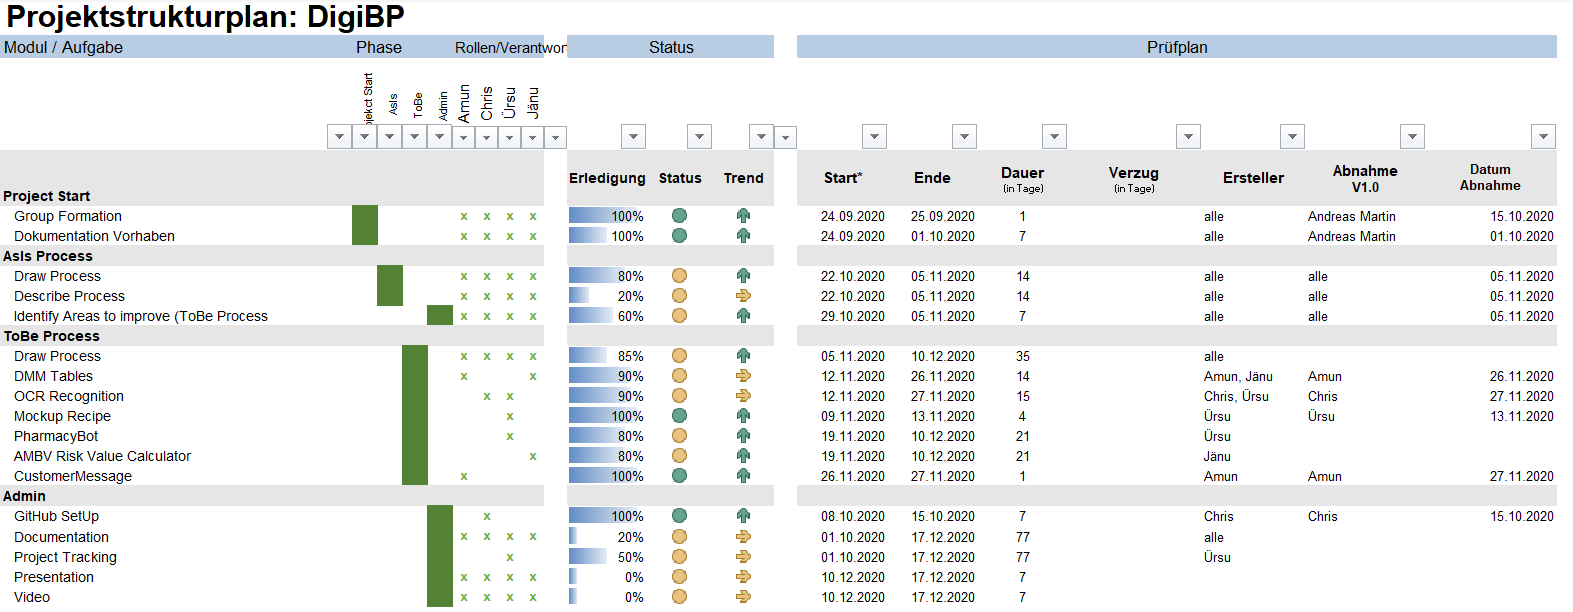 Projektstrukturplan: DigiBP
Modul / Aufgabe Phase Rollen/Verantwort Status Prüfplan
ojekct Start AsIs ToBe Admin Amun Chris Ürsu Jänu
Erledigung Status Trend Start* Ende Dauer (in Tage) Verzug (in Tage) Ersteller Abnahme V1.0 Datum Abnahme
Project Start
Group Formation x x x x 100% 24.09.2020 25.09.2020 1 alle Andreas Martin 15.10.2020
Dokumentation Vorhaben x x x x 100% 24.09.2020 01.10.2020 7 alle Andreas Martin 01.10.2020
AsIs Process
Draw Process x x x x 80% 22.10.2020 05.11.2020 14 alle alle 05.11.2020
Describe Process x x x x 20% 22.10.2020 05.11.2020 14 alle alle 05.11.2020
Identify Areas to improve (ToBe Process x x x x 60% 29.10.2020 05.11.2020 7 alle alle 05.11.2020
ToBe Process
Draw Process x x x x 85% 05.11.2020 10.12.2020 35 alle
DMM Tables x x 90% 12.11.2020 26.11.2020 14 Amun, Jänu Amun 26.11.2020
OCR Recognition x x 90% 12.11.2020 27.11.2020 15 Chris, Ürsu Chris 27.11.2020
Mockup Recipe x 100% 09.11.2020 13.11.2020 4 Ürsu Ürsu 13.11.2020
PharmacyBot x 80% 19.11.2020 10.12.2020 21 Ürsu
AMBV Risk Value Calculator x 80% 19.11.2020 10.12.2020 21 Jänu
CustomerMessage x 100% 26.11.2020 27.11.2020 1 Amun Amun 27.11.2020
Admin
GitHub SetUp x 100% 08.10.2020 15.10.2020 7 Chris Chris 15.10.2020
Documentation x x x x 20% 01.10.2020 17.12.2020 77 alle
Project Tracking x 50% 01.10.2020 17.12.2020 77 Ürsu
Presentation x x x x 0% 10.12.2020 17.12.2020 7
Video x x x x 0% 10.12.2020 17.12.2020 7